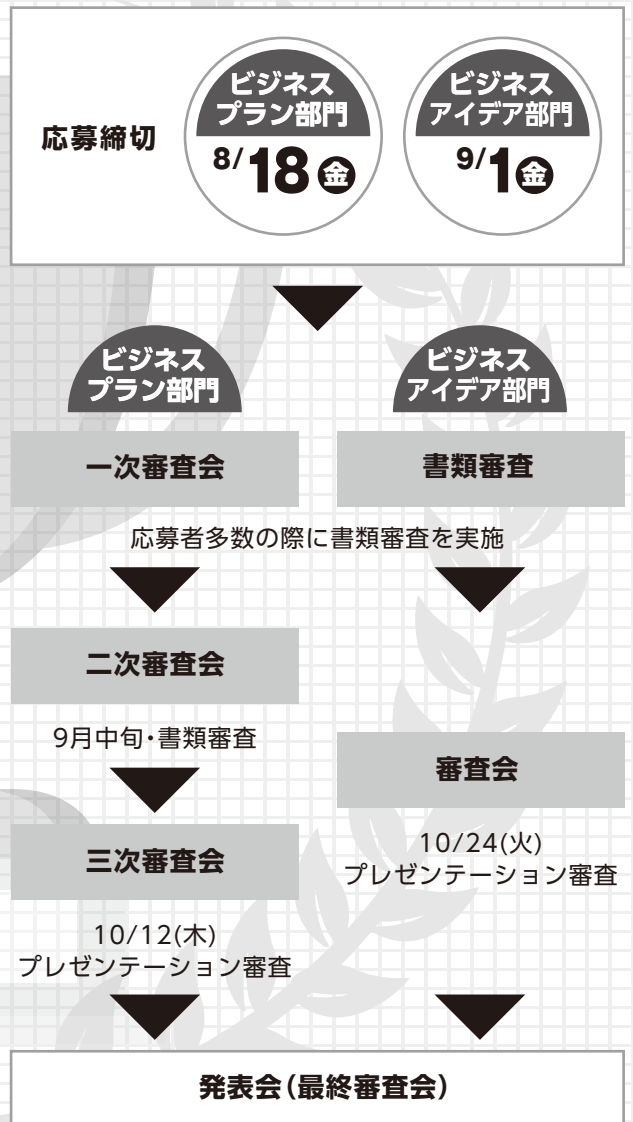 応募締切
ビジネス
プラン部門
8/18金
ビジネス
アイデア部門
9/1金
ビジネス
プラン部門
ビジネス
アイデア部門
一次審査会
書類審査
応募者多数の際に書類審査を実施
二次審査会
9月中旬・書類審査
審査会
10/24(火)
プレゼンテーション審査
三次審査会
10/12(木)
プレゼンテーション審査
発表会(最終審査会)